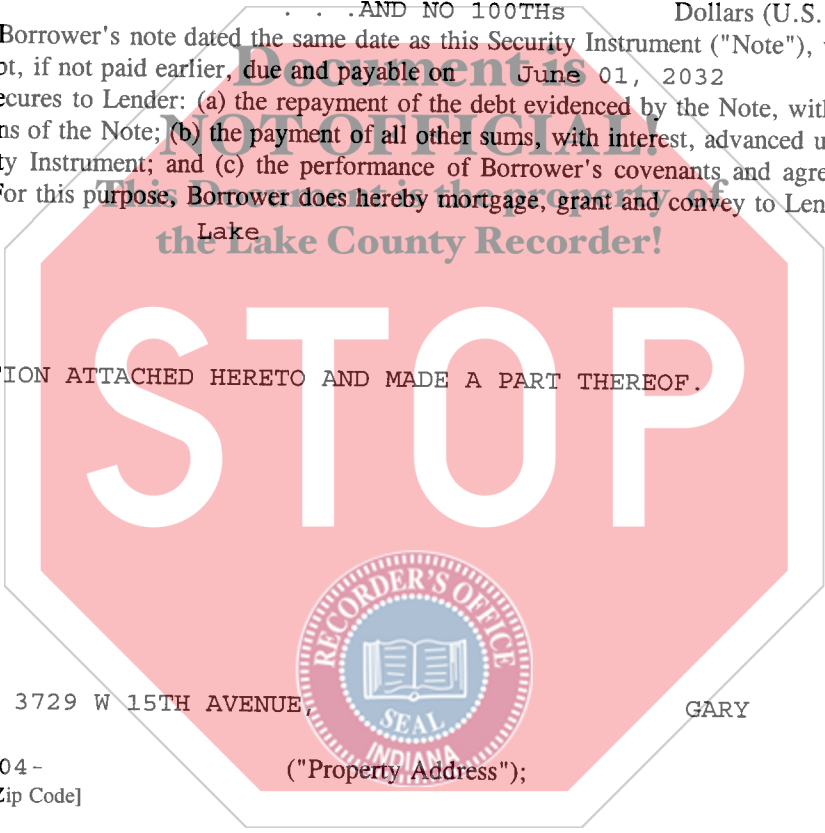 . . .AND NO 100THs Dollars (U.S.
Borrower's note dated the same date as this Security Instrument ("Note"),
if not paid earlier, due and payable on June 01, 2032
ecures to Lender: (a) the repayment of the debt evidenced by the Note, wit
ns of the Note; (b) the payment of all other sums, with interest, advanced u
ty Instrument; and (c) the performance of Borrower's covenants and agre
For this purpose, Borrower does hereby mortgage, grant and convey to Len
Lake
Document is
NOT OFFICIAL!
This Document is the property of
the Lake County Recorder!
TION ATTACHED HERETO AND MADE A PART THEREOF.
STOP
RECORDER'S OFFICE
SEAL
INDIANA
3729 W 15TH AVENUE, GARY
04-
("Property Address");
Zip Code]